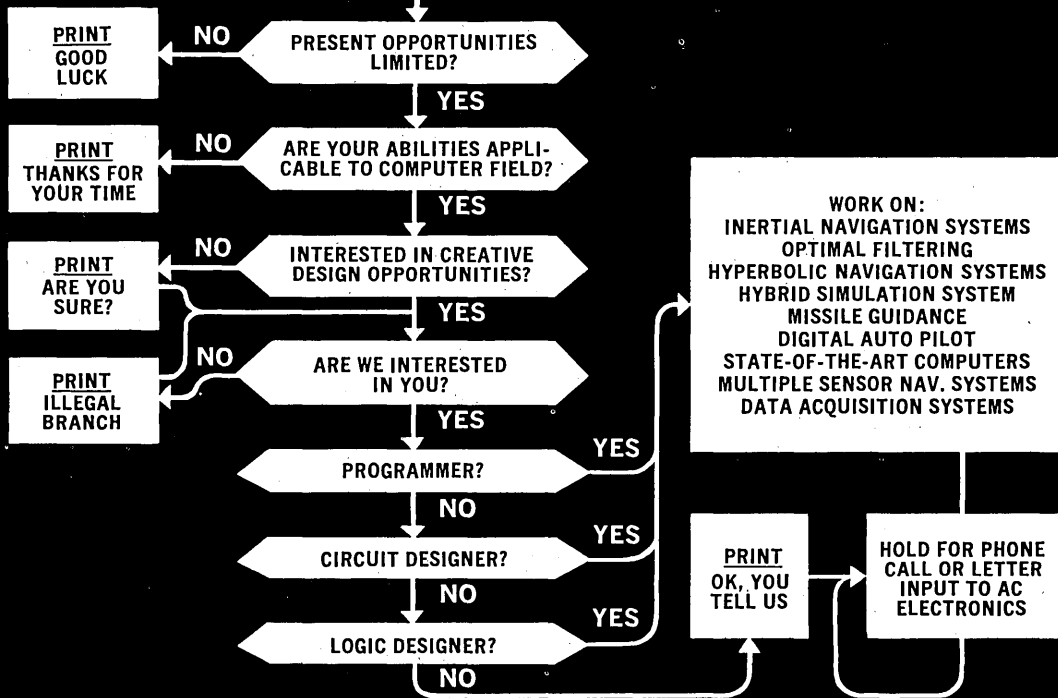 PRESENT OPPORTUNITIES
LIMITED?
NO
PRINT
GOOD
LUCK
YES
ARE YOUR ABILITIES APPLI-
CABLE TO COMPUTER FIELD?
NO
PRINT
THANKS FOR
YOUR TIME
YES
INTERESTED IN CREATIVE
DESIGN OPPORTUNITIES?
NO
PRINT
ARE YOU
SURE?
YES
ARE WE INTERESTED
IN YOU?
NO
PRINT
ILLEGAL
BRANCH
YES
PROGRAMMER?
YES
NO
CIRCUIT DESIGNER?
YES
NO
LOGIC DESIGNER?
YES
NO
WORK ON:
INERTIAL NAVIGATION SYSTEMS
OPTIMAL FILTERING
HYPERBOLIC NAVIGATION SYSTEMS
HYBRID SIMULATION SYSTEM
MISSILE GUIDANCE
DIGITAL AUTO PILOT
STATE-OF-THE-ART COMPUTERS
MULTIPLE SENSOR NAV. SYSTEMS
DATA ACQUISITION SYSTEMS
PRINT
OK, YOU
TELL US
HOLD FOR PHONE
CALL OR LETTER
INPUT TO AC
ELECTRONICS